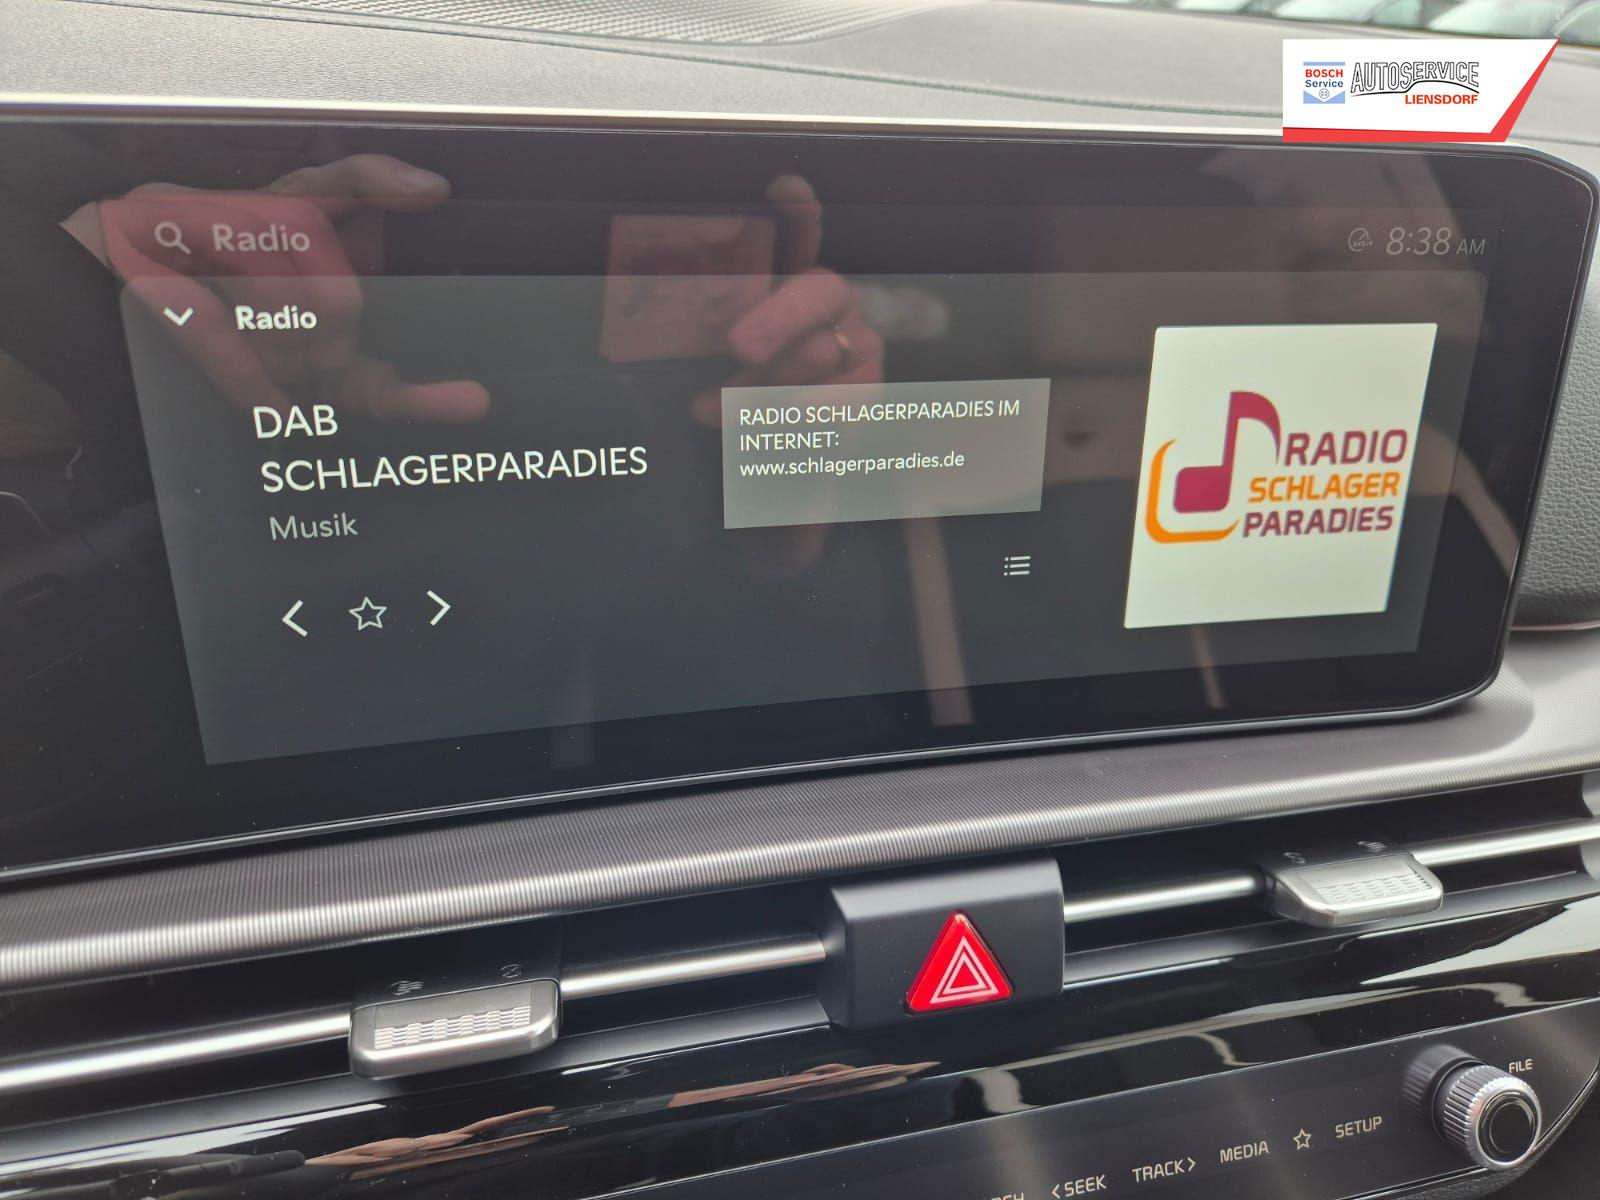 BOSCH
Service
AUTOSERVICE
LIENSDORF
Radio
8:38 AM
Radio
DAB
SCHLAGERPARADIES
Musik
RADIO SCHLAGERPARADIES IM
INTERNET:
www.schlagerparadies.de
RADIO
SCHLAGER
PARADIES
FILE
<SEEK
TRACK>
MEDIA
SETUP